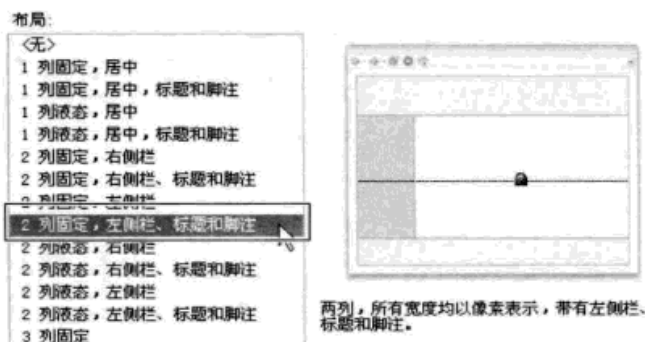 布局:
<无>
1 列固定，居中
1 列固定，居中，标题和脚注
1 列液态，居中
1 列液态，居中，标题和脚注
2 列固定，右侧栏
2 列固定，右侧栏、标题和脚注
2 列固定，左侧栏
2 列固定，左侧栏、标题和脚注
2 列液态，右侧栏
2 列液态，右侧栏、标题和脚注
2 列液态，左侧栏
2 列液态，左侧栏、标题和脚注
3 列固定
两列，所有宽度均以像素表示，带有左侧栏、
标题和脚注。